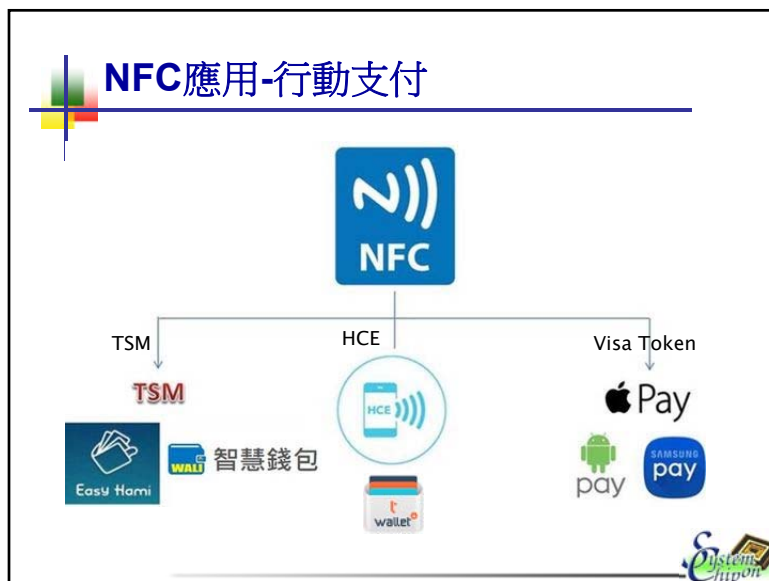 NFC應用-行動支付
NFC
TSM
HCE
Visa Token
TSM
HCE
Pay
Easy Hami
WALI 智慧錢包
t
wallet
pay
SAMSUNG
pay
System
Chipon